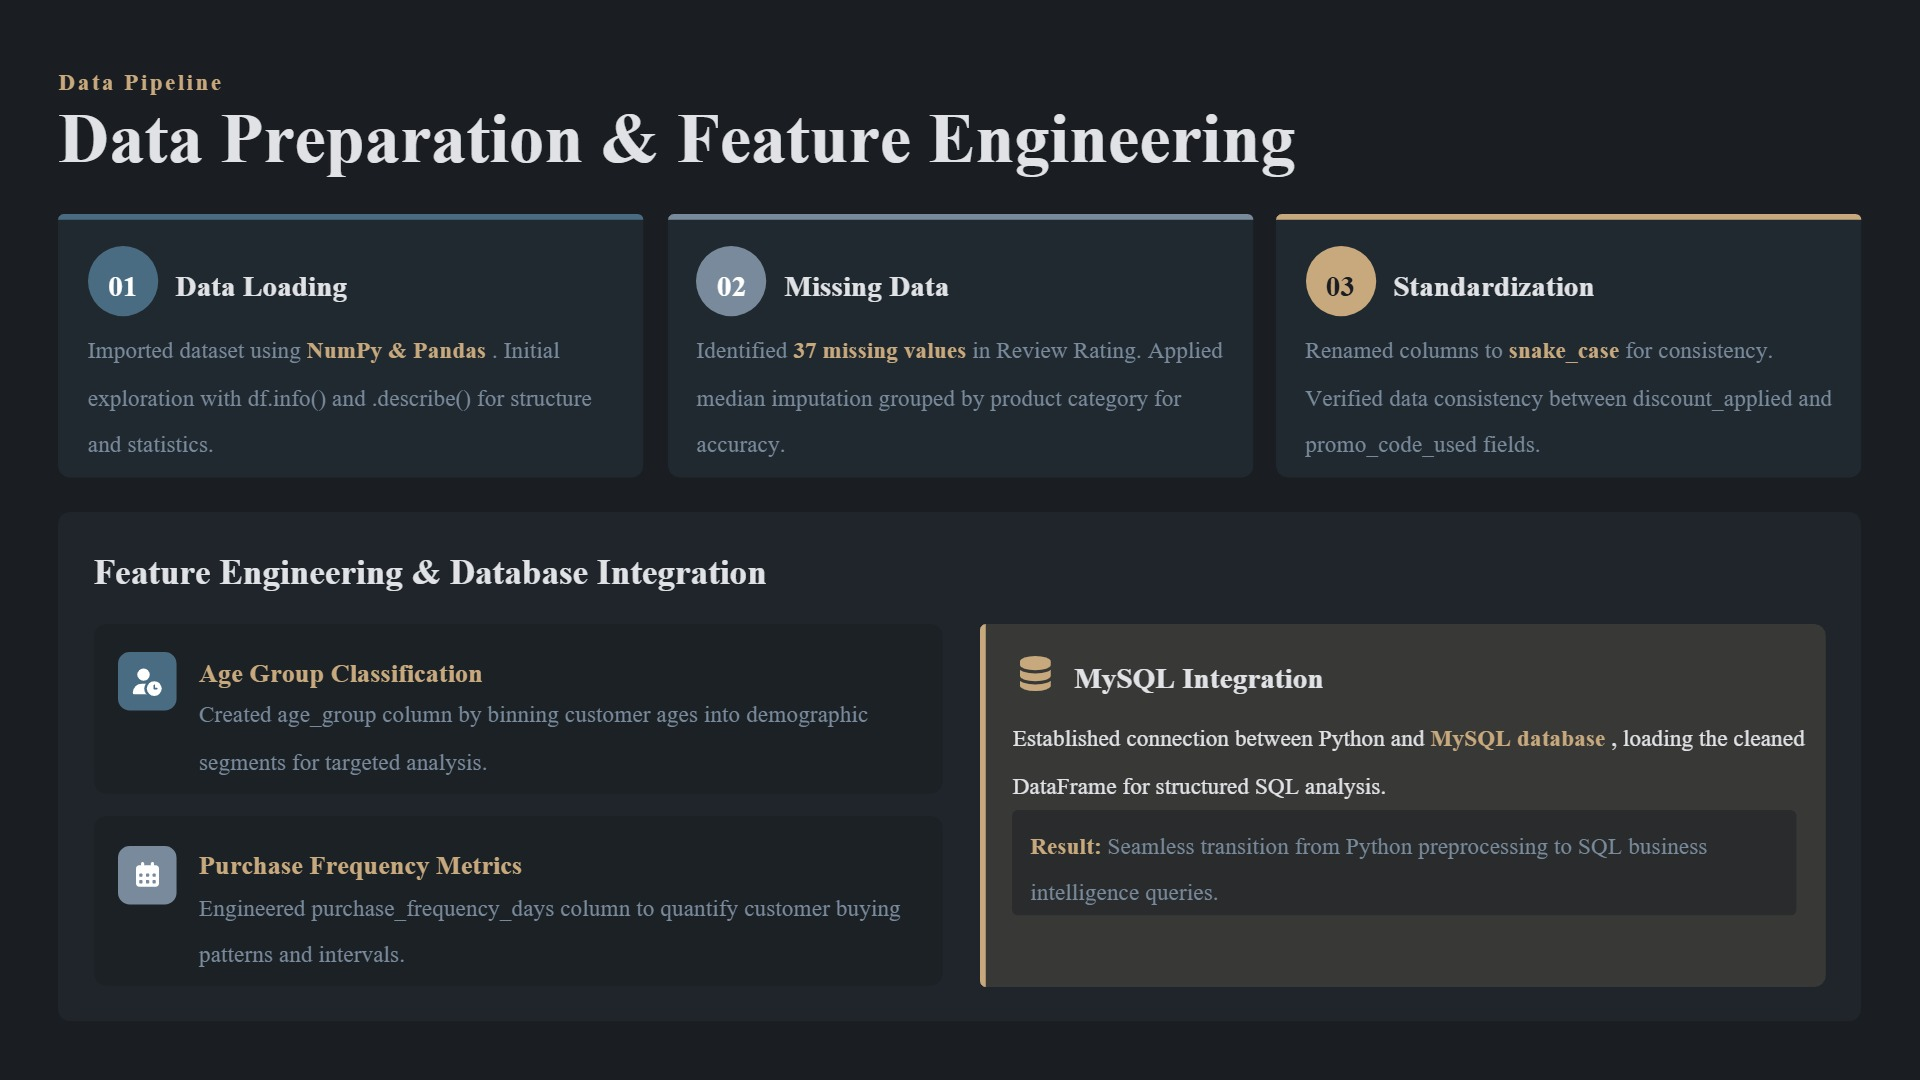 Data Pipeline
Data Preparation & Feature Engineering
01
Data Loading
Imported dataset using NumPy & Pandas . Initial
exploration with df.info() and .describe() for structure
and statistics.
02
Missing Data
Identified 37 missing values in Review Rating. Applied
median imputation grouped by product category for
accuracy.
03
Standardization
Renamed columns to snake_case for consistency.
Verified data consistency between discount_applied and
promo_code_used fields.
Feature Engineering & Database Integration
Age Group Classification
Created age_group column by binning customer ages into demographic
segments for targeted analysis.
Purchase Frequency Metrics
Engineered purchase_frequency_days column to quantify customer buying
patterns and intervals.
MySQL Integration
Established connection between Python and MySQL database , loading the cleaned
DataFrame for structured SQL analysis.
Result: Seamless transition from Python preprocessing to SQL business
intelligence queries.